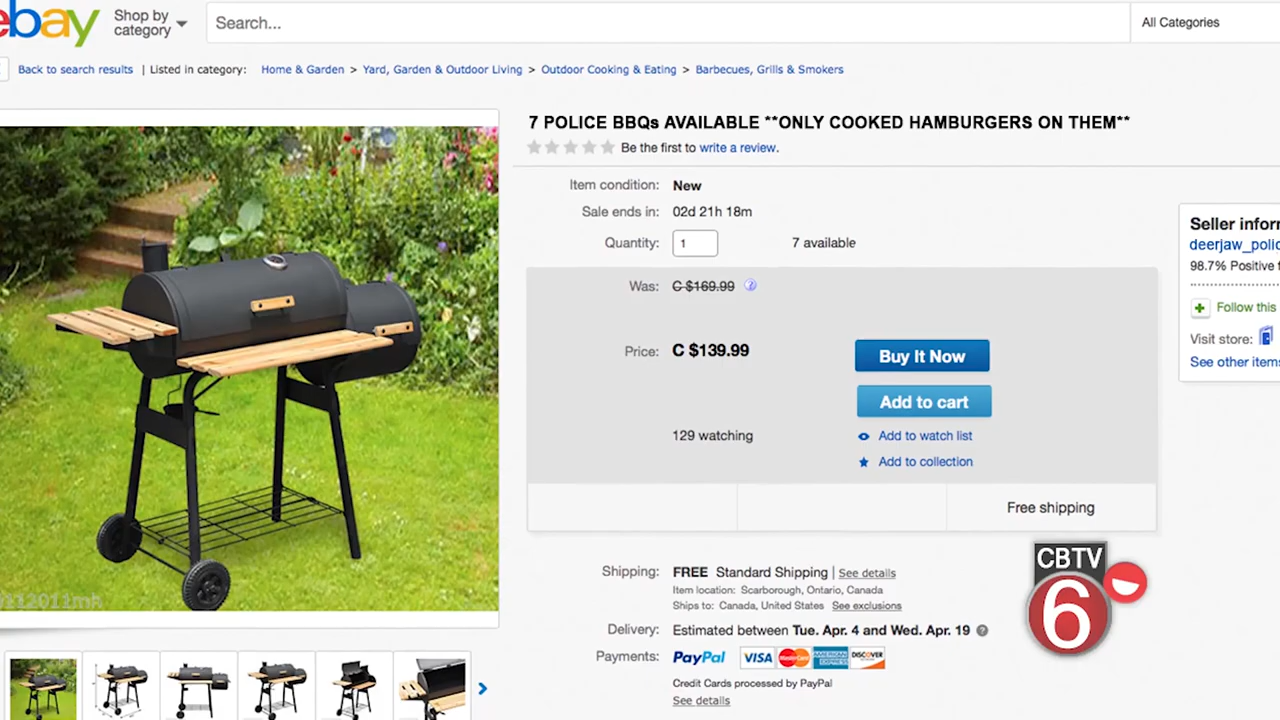 ebay
Shop by
category
Search...
All Categories
Back to search results | Listed in category: Home & Garden > Yard, Garden & Outdoor Living > Outdoor Cooking & Eating > Barbecues, Grills & Smokers
7 POLICE BBQs AVAILABLE **ONLY COOKED HAMBURGERS ON THEM**
Be the first to write a review.
Item condition: New
Sale ends in: 02d 21h 18m
Quantity: 1 7 available
Was: C $169.99
Price: C $139.99
Buy It Now
Add to cart
129 watching
Add to watch list
Add to collection
Free shipping
Seller infor
deerjaw_polic
98.7% Positive f
Follow this
Visit store:
See other items
Shipping: FREE Standard Shipping | See details
Item location: Scarborough, Ontario, Canada
Ships to: Canada, United States See exclusions
Delivery: Estimated between Tue. Apr. 4 and Wed. Apr. 19
Payments: PayPal VISA MasterCard AMERICAN EXPRESS DISCOVER
Credit Cards processed by PayPal
See details
CBTV
6